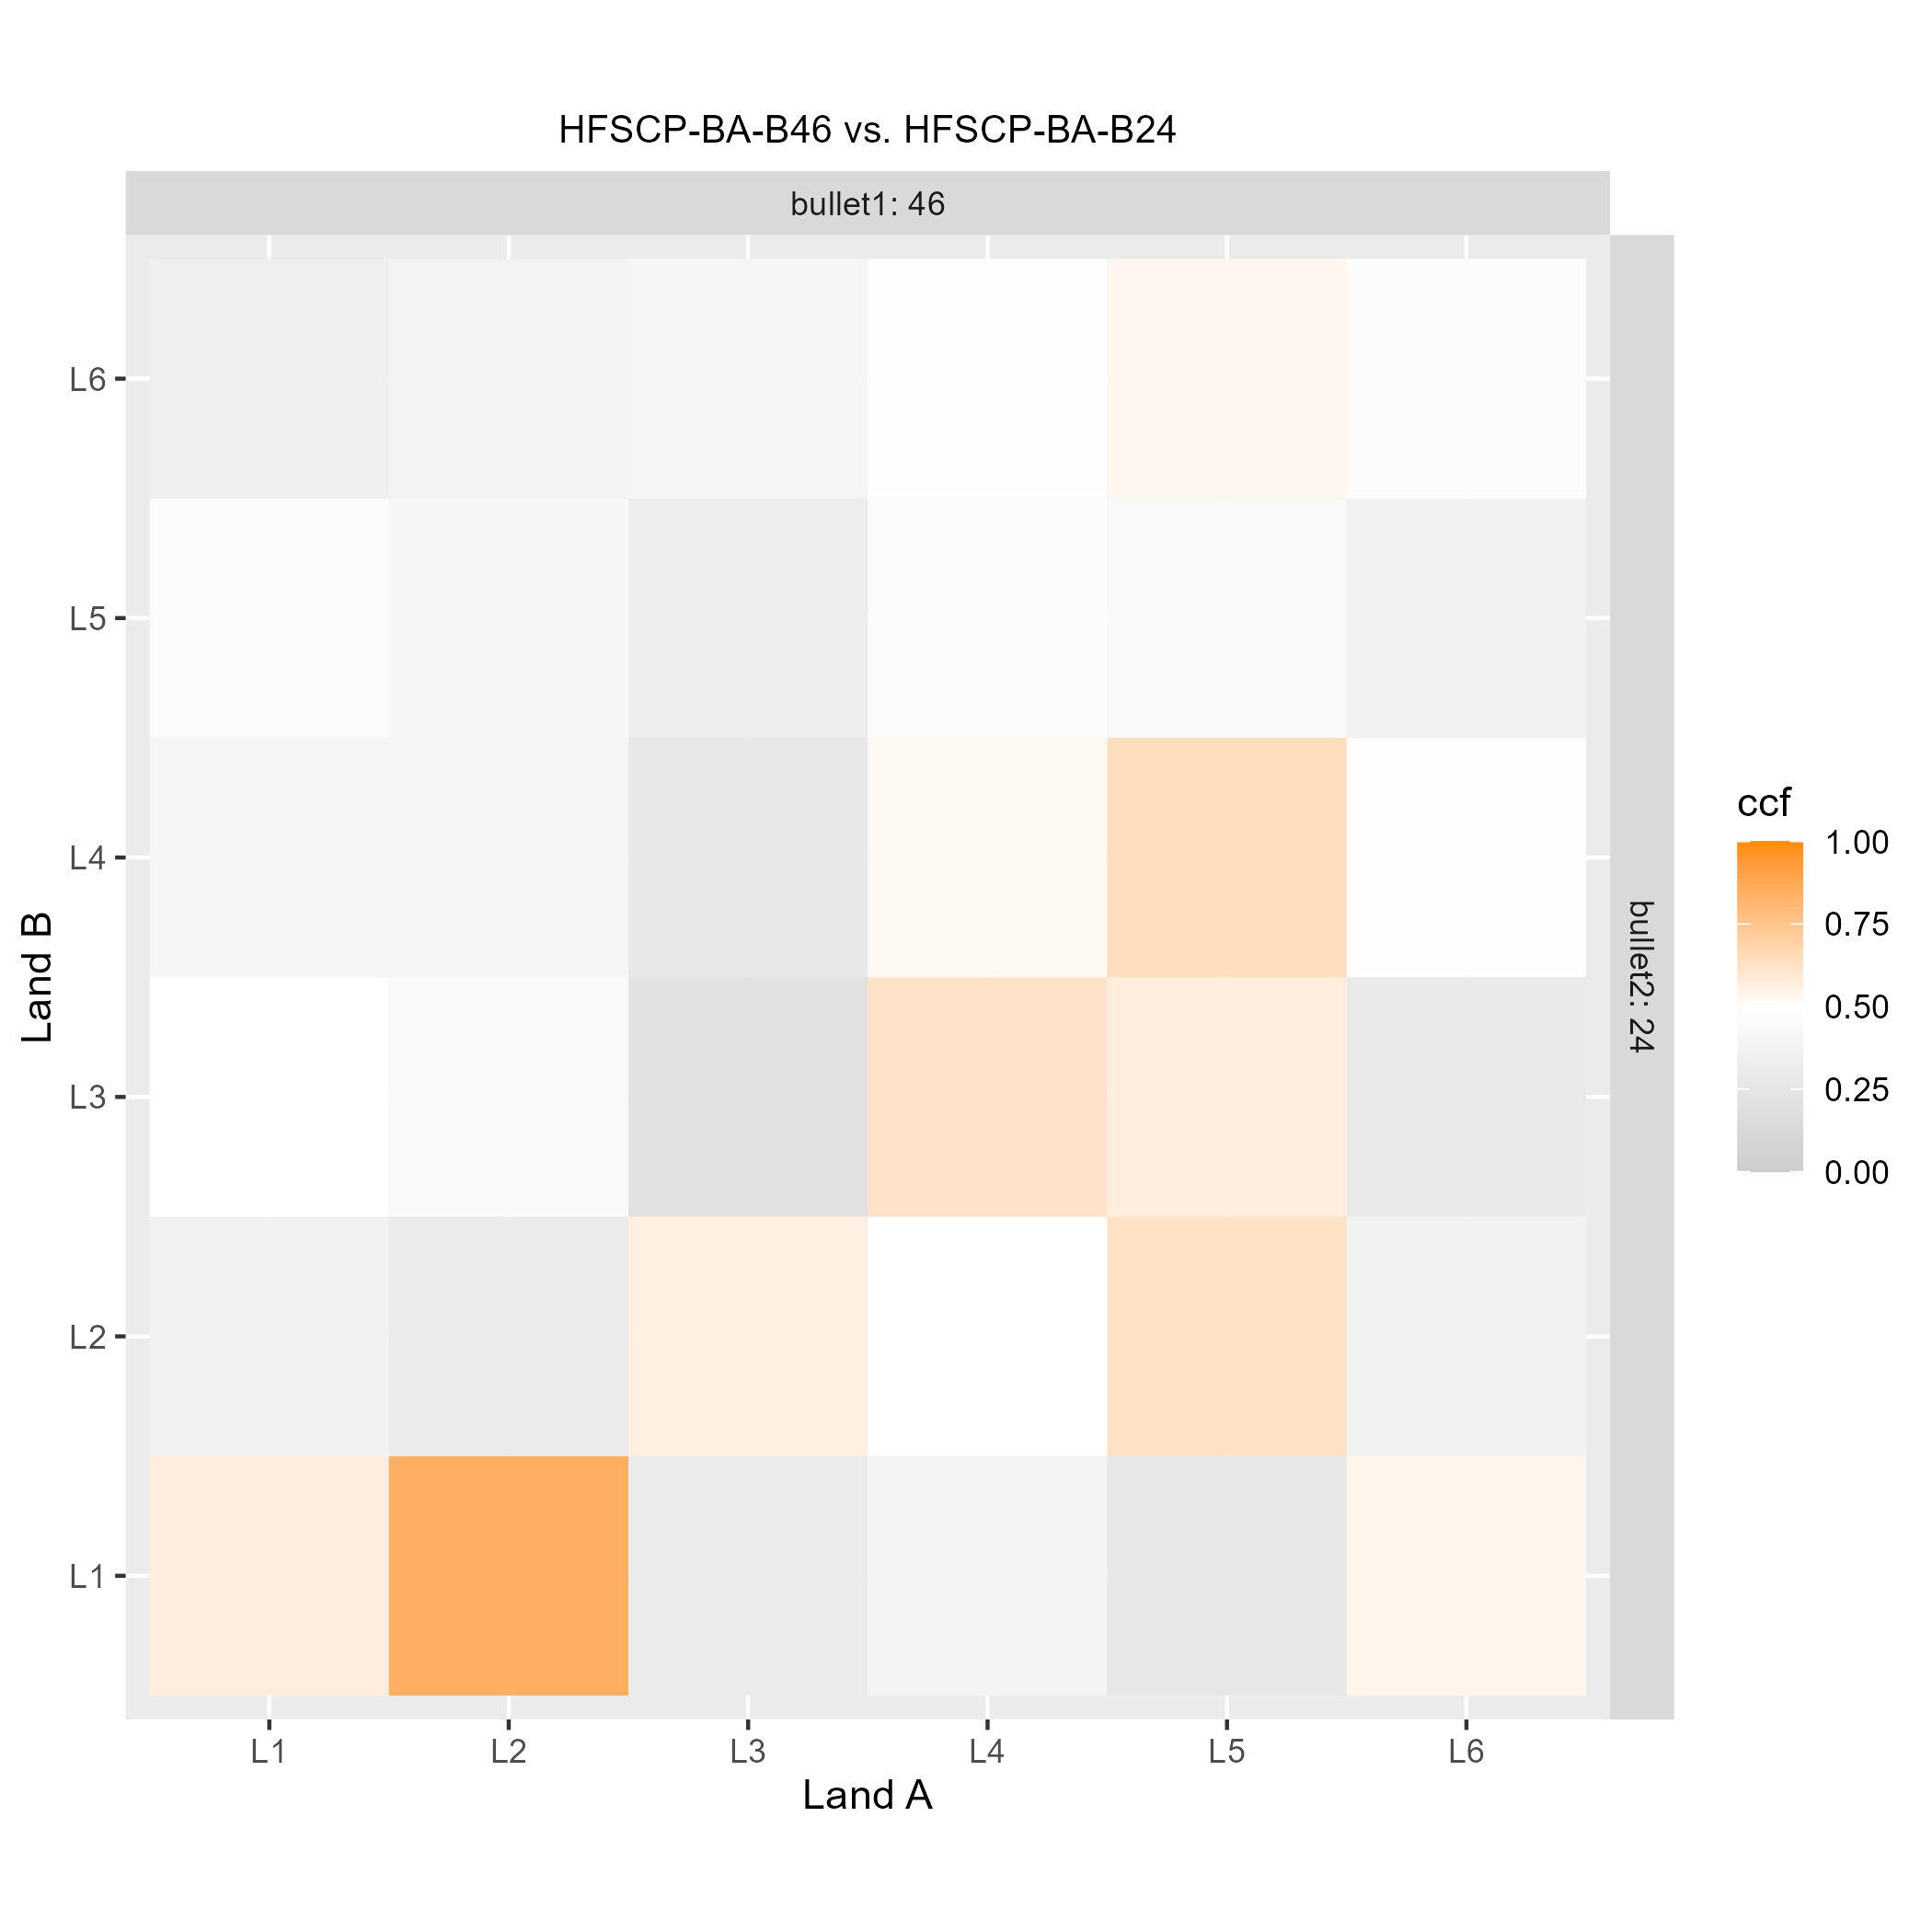 HFSCP-BA-B46 vs. HFSCP-BA-B24
bullet1: 46
L6
L5
L4
L3
L2
L1
Land B
bullet2: 24
L1 L2 L3 L4 L5 L6
Land A
ccf
1.00
0.75
0.50
0.25
0.00